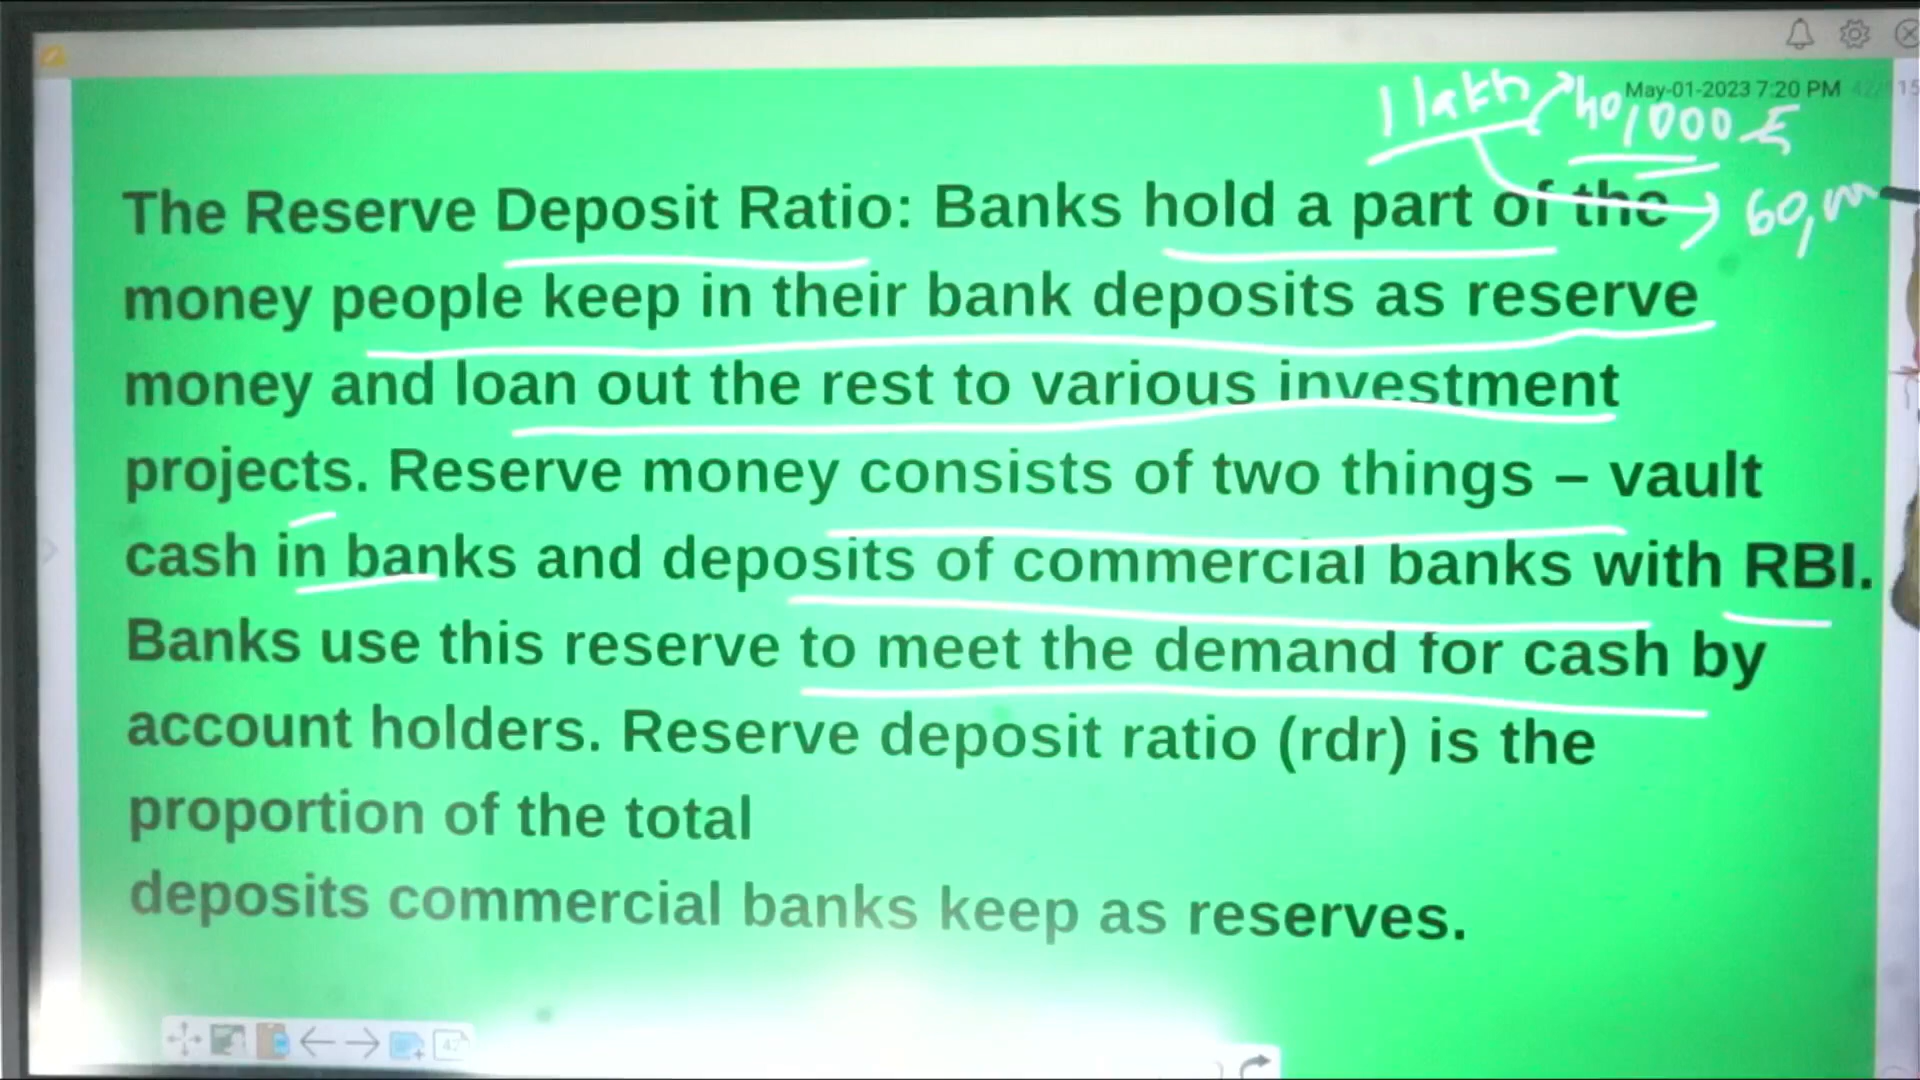 May-01-2023 7:20 PM
1 lakh
40,000 ₹
The Reserve Deposit Ratio: Banks hold a part of the
money people keep in their bank deposits as reserve
money and loan out the rest to various investment
projects. Reserve money consists of two things – vault
cash in banks and deposits of commercial banks with RBI.
Banks use this reserve to meet the demand for cash by
account holders. Reserve deposit ratio (rdr) is the
proportion of the total
deposits commercial banks keep as reserves.